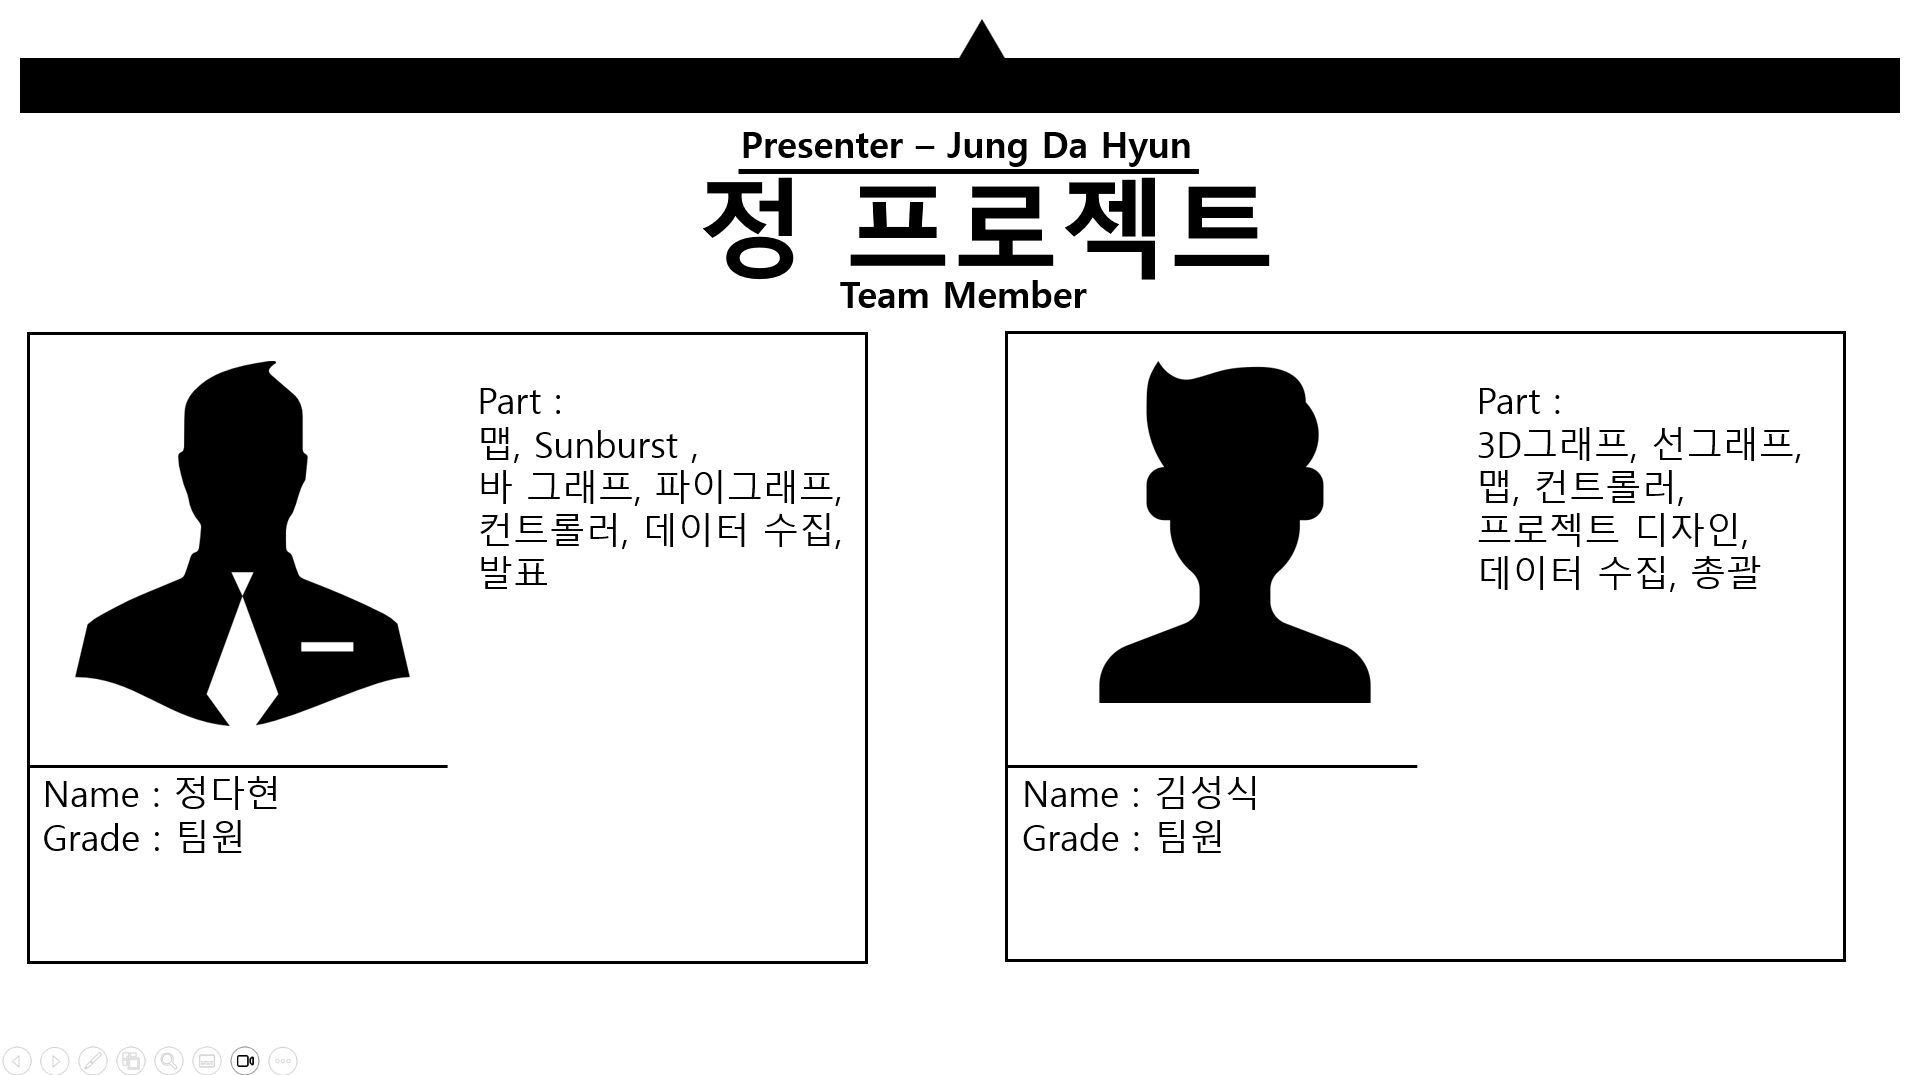 Presenter – Jung Da Hyun
정 프로젝트
Team Member
Part :
맵, Sunburst ,
바 그래프, 파이그래프,
컨트롤러, 데이터 수집,
발표
Name : 정다현
Grade : 팀원
Part :
3D그래프, 선그래프,
맵, 컨트롤러,
프로젝트 디자인,
데이터 수집, 총괄
Name : 김성식
Grade : 팀원